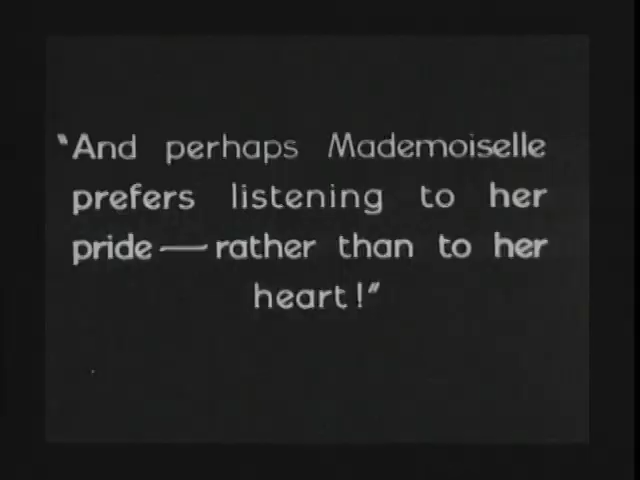 “And perhaps Mademoiselle
prefers listening to her
pride — rather than to her
heart!”